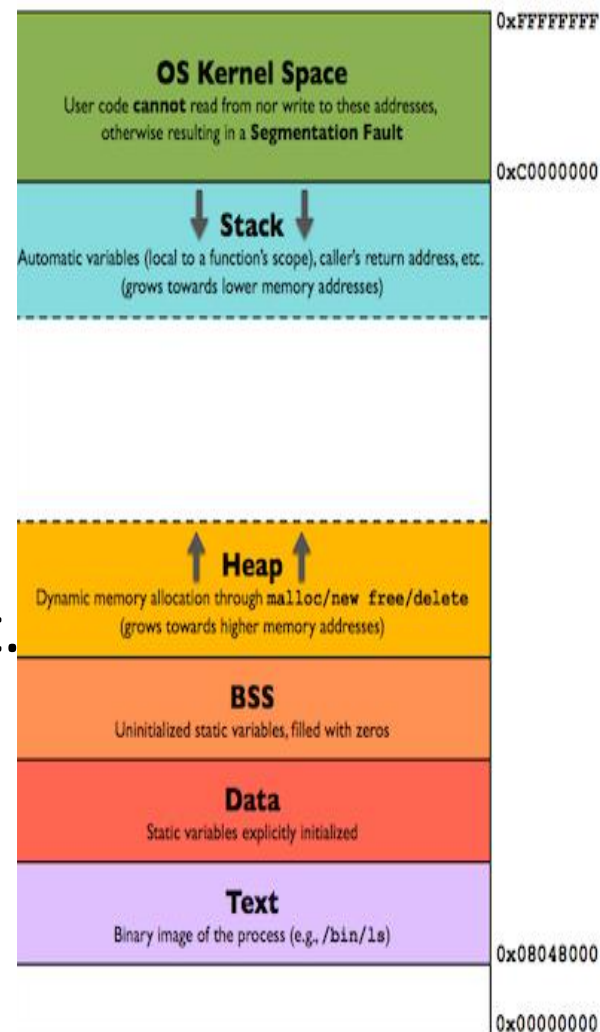 0xFFFFFFFF
OS Kernel Space
User code cannot read from nor write to these addresses,
otherwise resulting in a Segmentation Fault
0xC0000000
Stack
Automatic variables (local to a function's scope), caller's return address, etc.
(grows towards lower memory addresses)
Heap
Dynamic memory allocation through malloc/new free/delete
(grows towards higher memory addresses)
BSS
Uninitialized static variables, filled with zeros
Data
Static variables explicitly initialized
Text
Binary image of the process (e.g., /bin/ls)
0x08048000
0x00000000